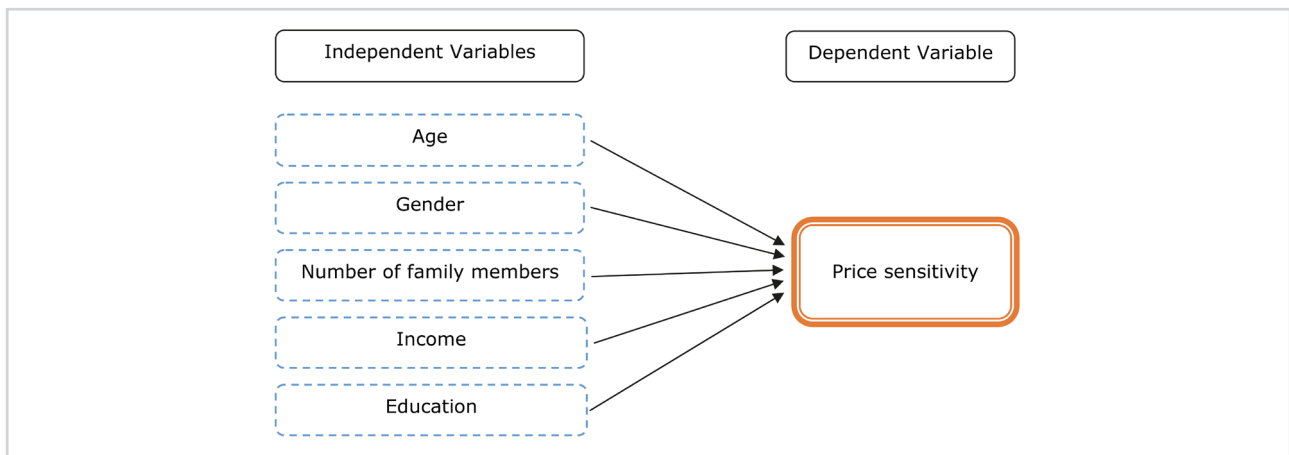 Independent Variables
Dependent Variable
Age
Gender
Number of family members
Income
Education
Price sensitivity